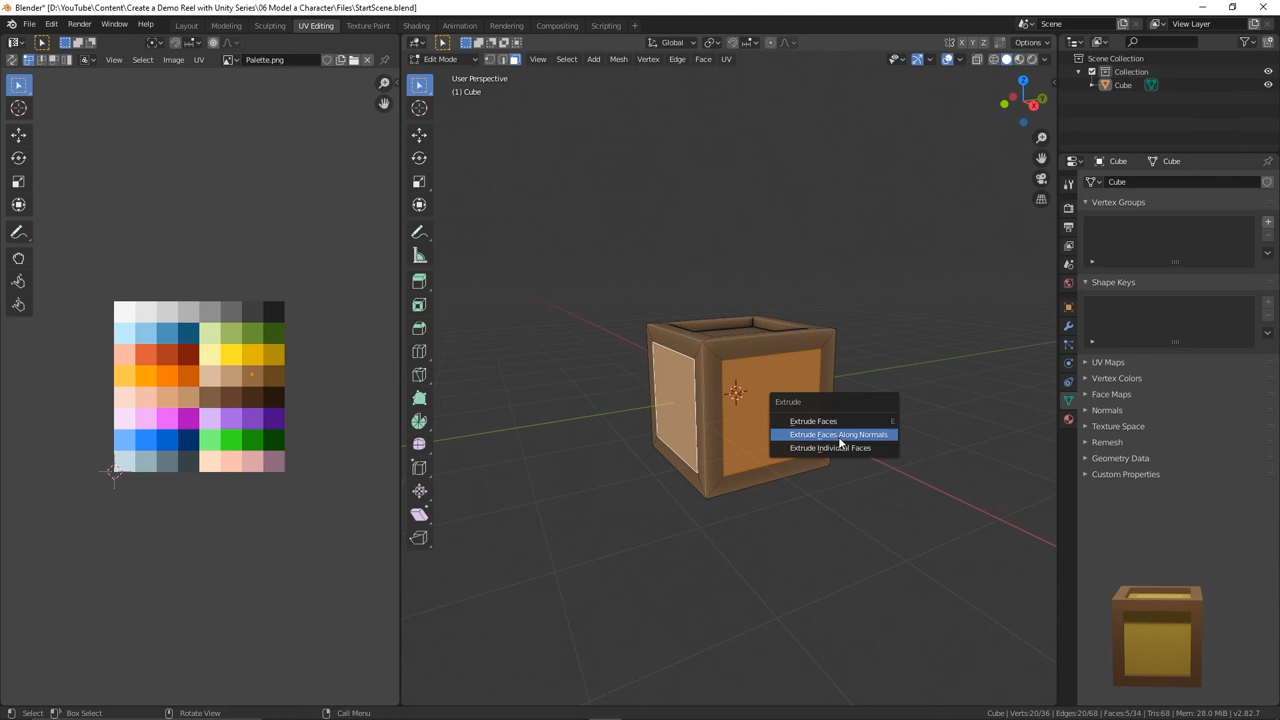 Blender* [D:\YouTube\Content\Create a Demo Reel with Unity Series\06 Model a Character\Files\StartScene.blend]
File Edit Render Window Help Layout Modeling Sculpting UV Editing Texture Paint Shading Animation Rendering Compositing Scripting Scene View Layer
Global X Y Z Options
View Select Image UV Palette.png Edit Mode View Select Add Mesh Vertex Edge Face UV
Scene Collection
Collection
Cube
User Perspective
(1) Cube
Z
Y
X
Cube Cube
Cube
Vertex Groups
Shape Keys
UV Maps
Vertex Colors
Face Maps
Normals
Texture Space
Remesh
Geometry Data
Custom Properties
Extrude
Extrude Faces E
Extrude Faces Along Normals
Extrude Individual Faces
Select Box Select Rotate View Call Menu Cube | Verts:20/36 | Edges:20/68 | Faces:5/34 | Tris:68 | Mem: 28.0 MiB | v2.82.7